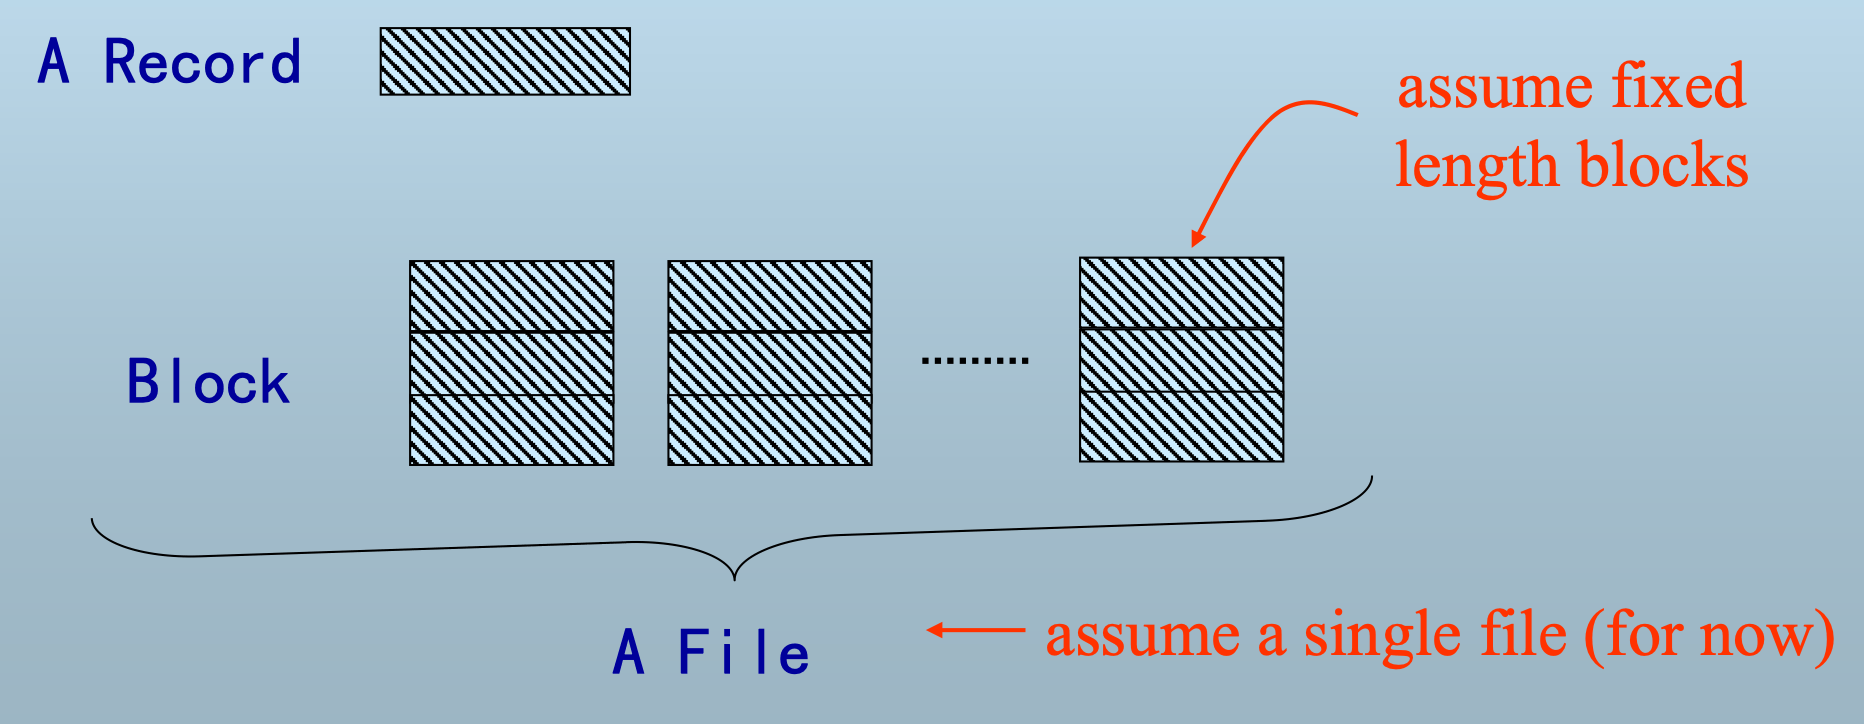 A Record
assume fixed
length blocks
Block
.........
A File
assume a single file (for now)